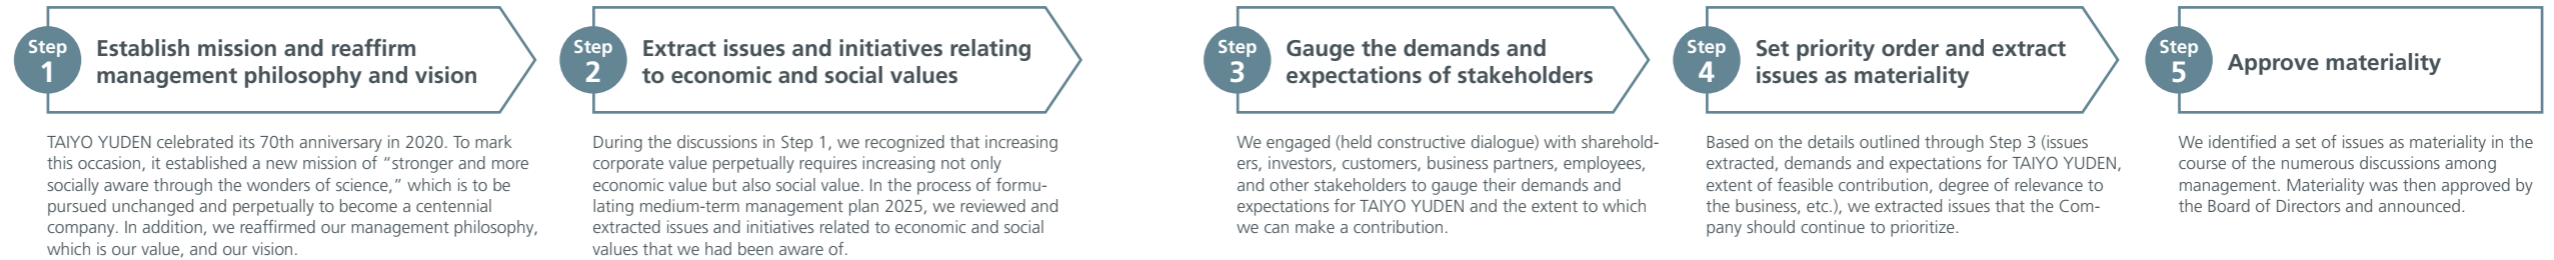 Step
1
Establish mission and reaffirm
management philosophy and vision
TAIYO YUDEN celebrated its 70th anniversary in 2020. To mark
this occasion, it established a new mission of “stronger and more
socially aware through the wonders of science,” which is to be
pursued unchanged and perpetually to become a centennial
company. In addition, we reaffirmed our management philosophy,
which is our value, and our vision.
Step
2
Extract issues and initiatives relating
to economic and social values
During the discussions in Step 1, we recognized that increasing
corporate value perpetually requires increasing not only
economic value but also social value. In the process of formu-
lating medium-term management plan 2025, we reviewed and
extracted issues and initiatives related to economic and social
values that we had been aware of.
Step
3
Gauge the demands and
expectations of stakeholders
We engaged (held constructive dialogue) with sharehold-
ers, investors, customers, business partners, employees,
and other stakeholders to gauge their demands and
expectations for TAIYO YUDEN and the extent to which
we can make a contribution.
Step
4
Set priority order and extract
issues as materiality
Based on the details outlined through Step 3 (issues
extracted, demands and expectations for TAIYO YUDEN,
extent of feasible contribution, degree of relevance to
the business, etc.), we extracted issues that the Com-
pany should continue to prioritize.
Step
5
Approve materiality
We identified a set of issues as materiality in the
course of the numerous discussions among
management. Materiality was then approved by
the Board of Directors and announced.